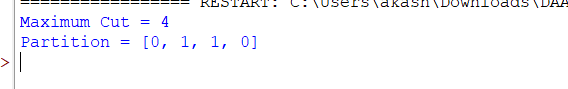 ================= RESTART: C:\Users\akash\Downloads\DAA
Maximum Cut = 4
Partition = [0, 1, 1, 0]
>